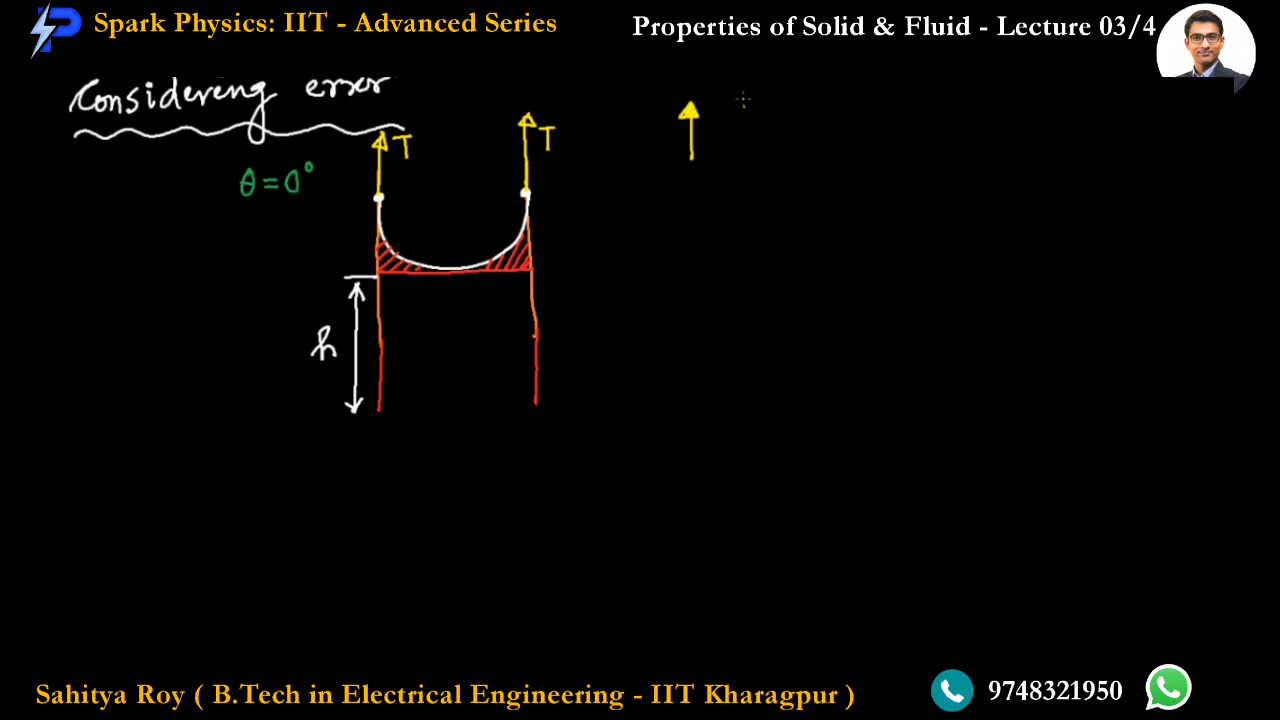 Spark Physics: IIT - Advanced Series
Properties of Solid & Fluid - Lecture 03/4
Considering error
T
T
θ = 0°
h
Sahitya Roy ( B.Tech in Electrical Engineering - IIT Kharagpur )
9748321950